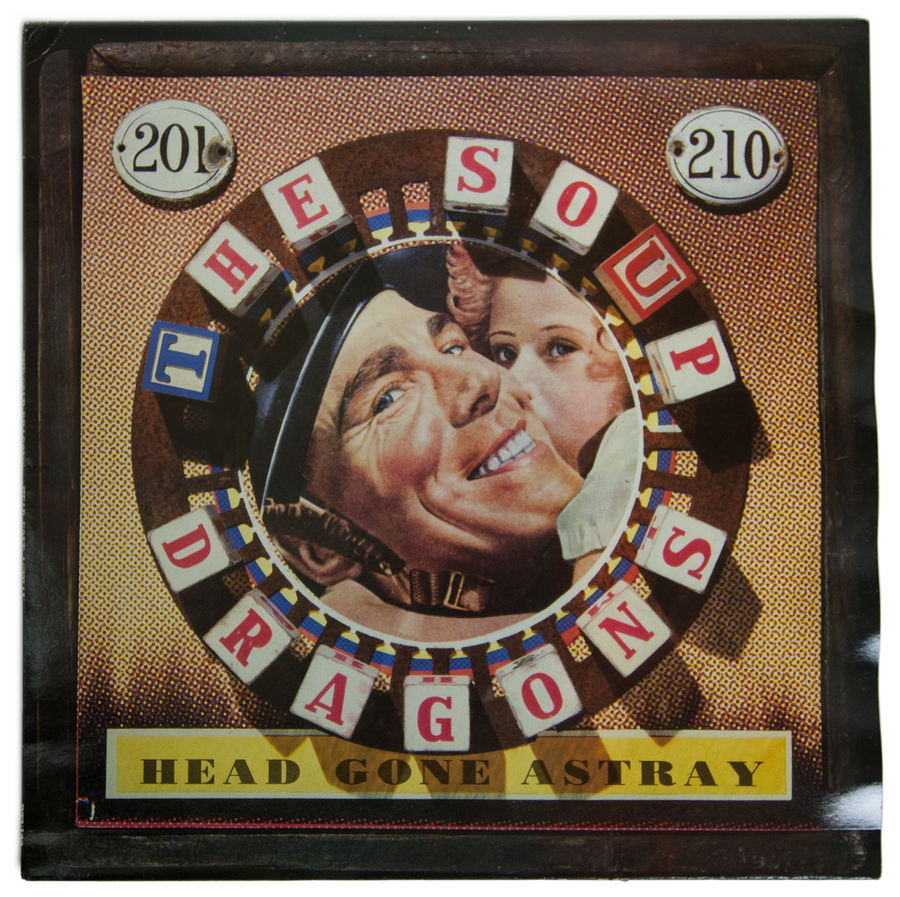 201
210
THE SOUP
DRAGONS
HEAD GONE ASTRAY